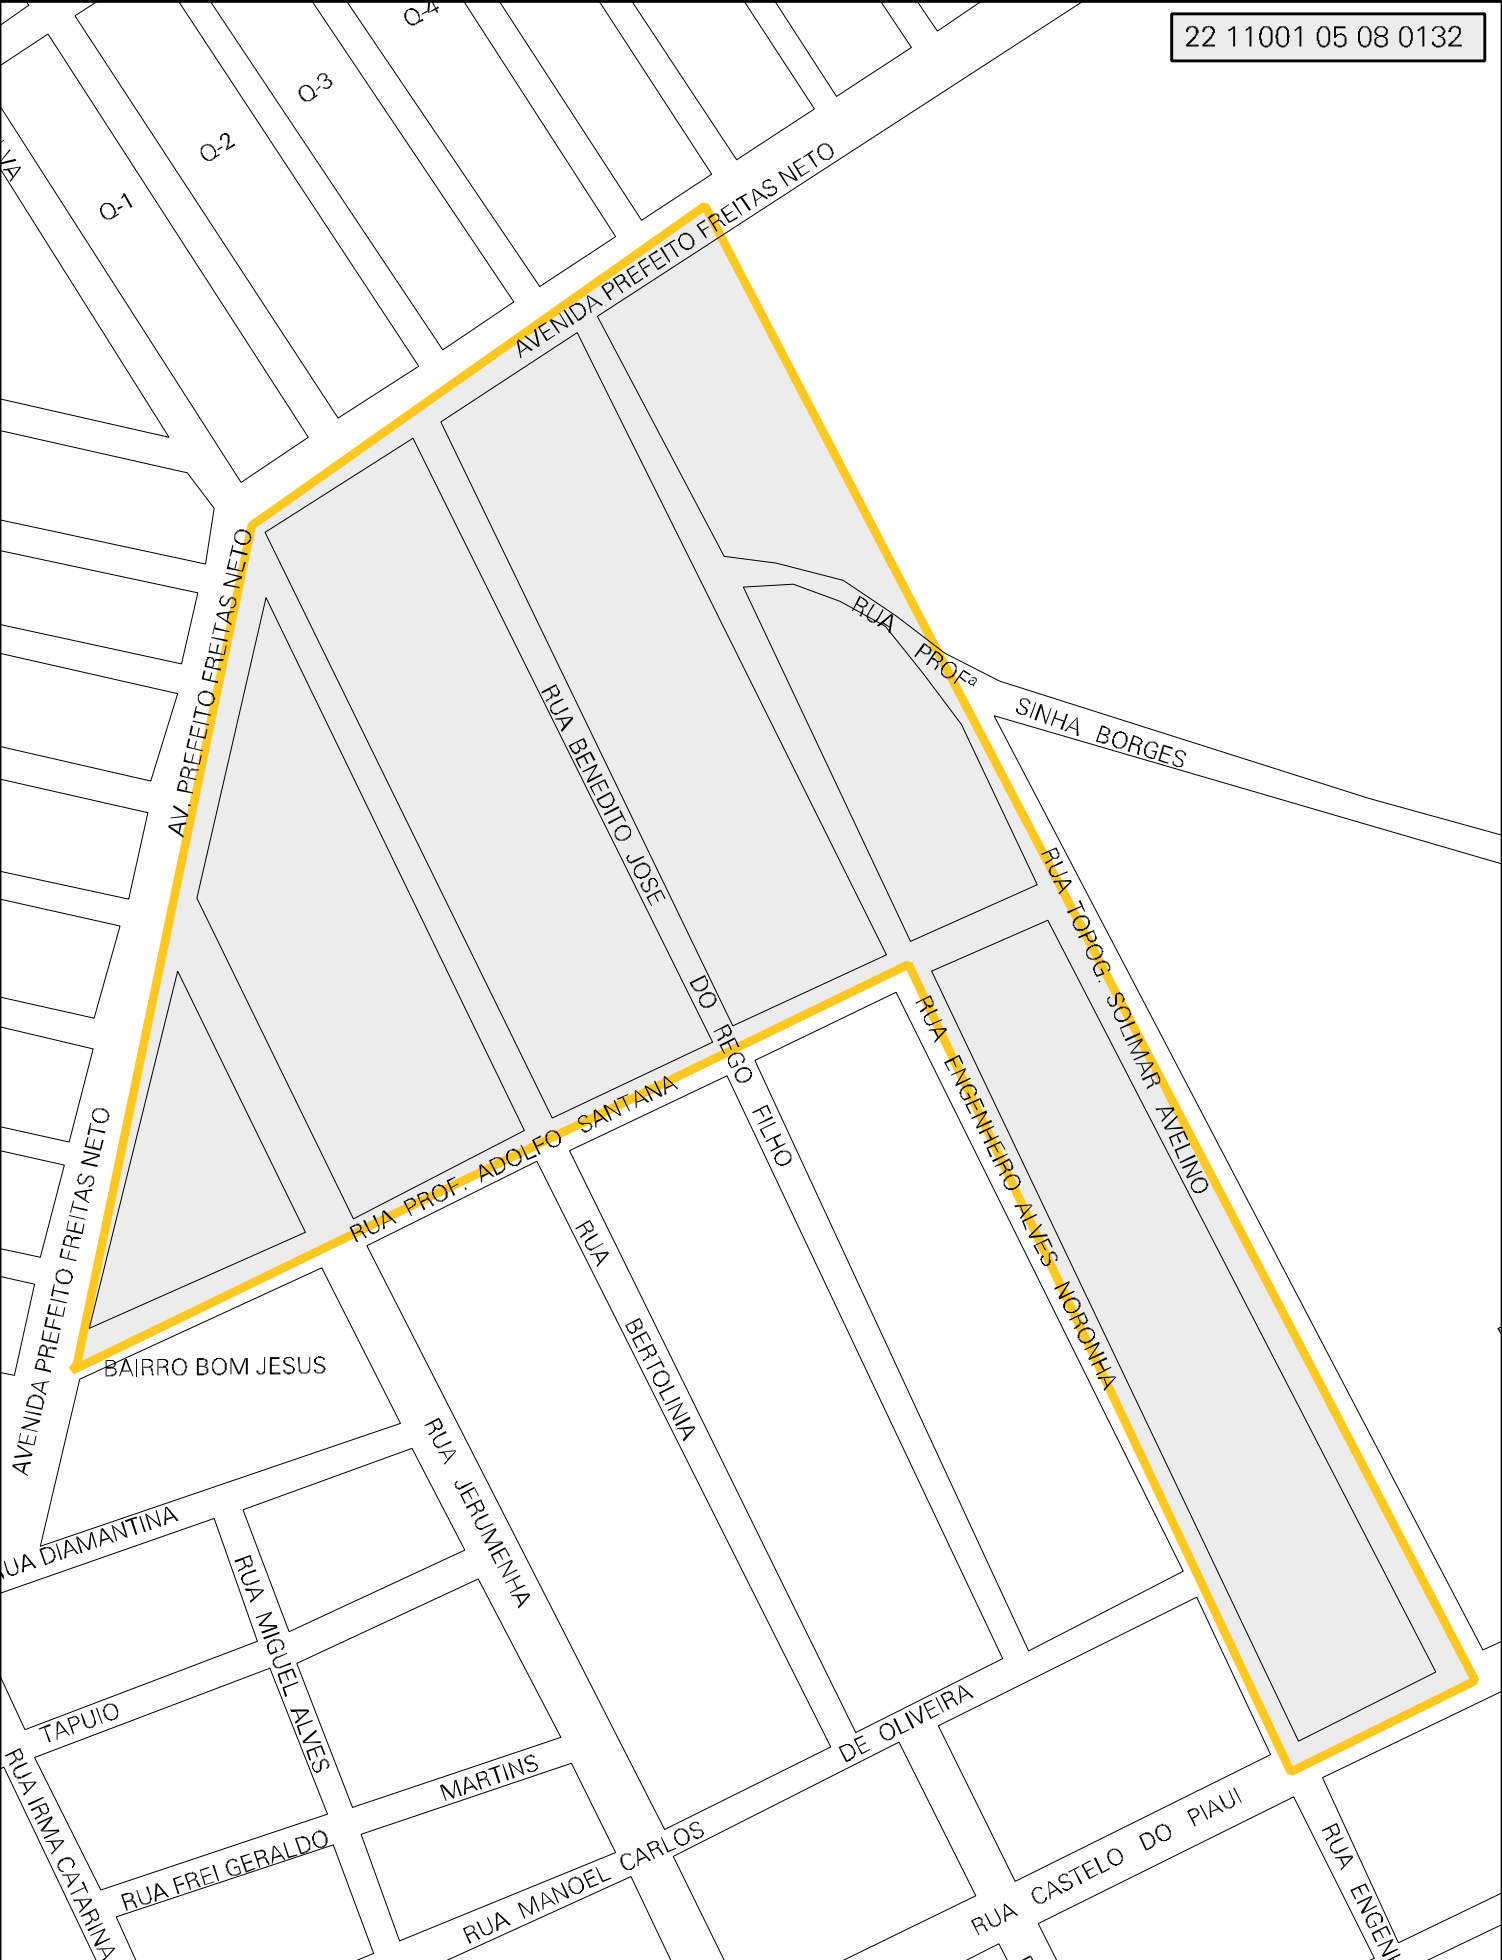 Q-4
22 11001 05 08 0132
Q-3
Q-2
Q-1
AVENIDA PREFEITO FREITAS NETO
AV. PREFEITO FREITAS NETO
RUA PROFª SINHA BORGES
RUA BENEDITO JOSE DO REGO FILHO
RUA TOPOG. SOLIMAR AVELINO
RUA ENGENHEIRO ALVES NORONHA
RUA PROF. ADOLFO SANTANA
AVENIDA PREFEITO FREITAS NETO
BAIRRO BOM JESUS
RUA BERTOLINIA
RUA JERUMENHA
UA DIAMANTINA
RUA MIGUEL ALVES
TAPUIO
RUA IRMA CATARINA
MARTINS
RUA FREI GERALDO
RUA MANOEL CARLOS DE OLIVEIRA
RUA CASTELO DO PIAUI
RUA ENGEN